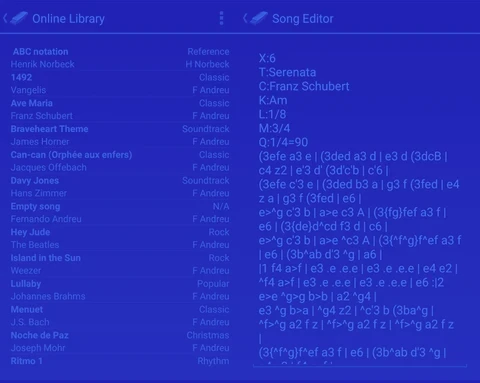 Online Library
ABC notation Reference
Henrik Norbeck H Norbeck
1492 Classic
Vangelis F Andreu
Ave Maria Classic
Franz Schubert F Andreu
Braveheart Theme Soundtrack
James Horner F Andreu
Can-can (Orphée aux enfers) Classic
Jacques Offebach F Andreu
Davy Jones Soundtrack
Hans Zimmer F Andreu
Empty song N/A
Fernando Andreu F Andreu
Hey Jude Rock
The Beatles F Andreu
Island in the Sun Rock
Weezer F Andreu
Lullaby Popular
Johannes Brahms F Andreu
Menuet Classic
J.S. Bach F Andreu
Noche de Paz Christmas
Joseph Mohr F Andreu
Ritmo 1 Rhythm
Song Editor
X:6
T:Serenata
C:Franz Schubert
K:Am
L:1/8
M:3/4
Q:1/4=90
(3efe a3 e | (3ded a3 d | e3 d (3dcB |
c4 z2 | e'3 d' (3d'c'b | c'6 |
(3efe c'3 e | (3ded b3 a | g3 f (3fed | e4
z a | g3 f (3fed | e6 |
e>^g c'3 b | a>e c3 A | (3{fg}fef a3 f |
e6 | (3{de}d^cd f3 d | c6 |
e>^g c'3 b | a>e ^c3 A | (3{^f^g}f^ef a3 f
| e6 | (3b^ab d'3 ^g | a6 |
|1 f4 a>f | e3 .e .e.e | e3 .e .e.e | e4 e2 |
^f4 a>f | e3 .e .e.e | e3 .e .e.e | e6 :|2
e>e ^g>g b>b | a2 ^g4 |
e3 ^g b>a | ^g4 z2 | ^c'3 b (3ba^g |
^f>^g a2 f z | ^f>^g a2 f z | ^f>^g a2 f z
|
(3{^f^g}f^ef a3 f | e6 | (3b^ab d'3 ^g |